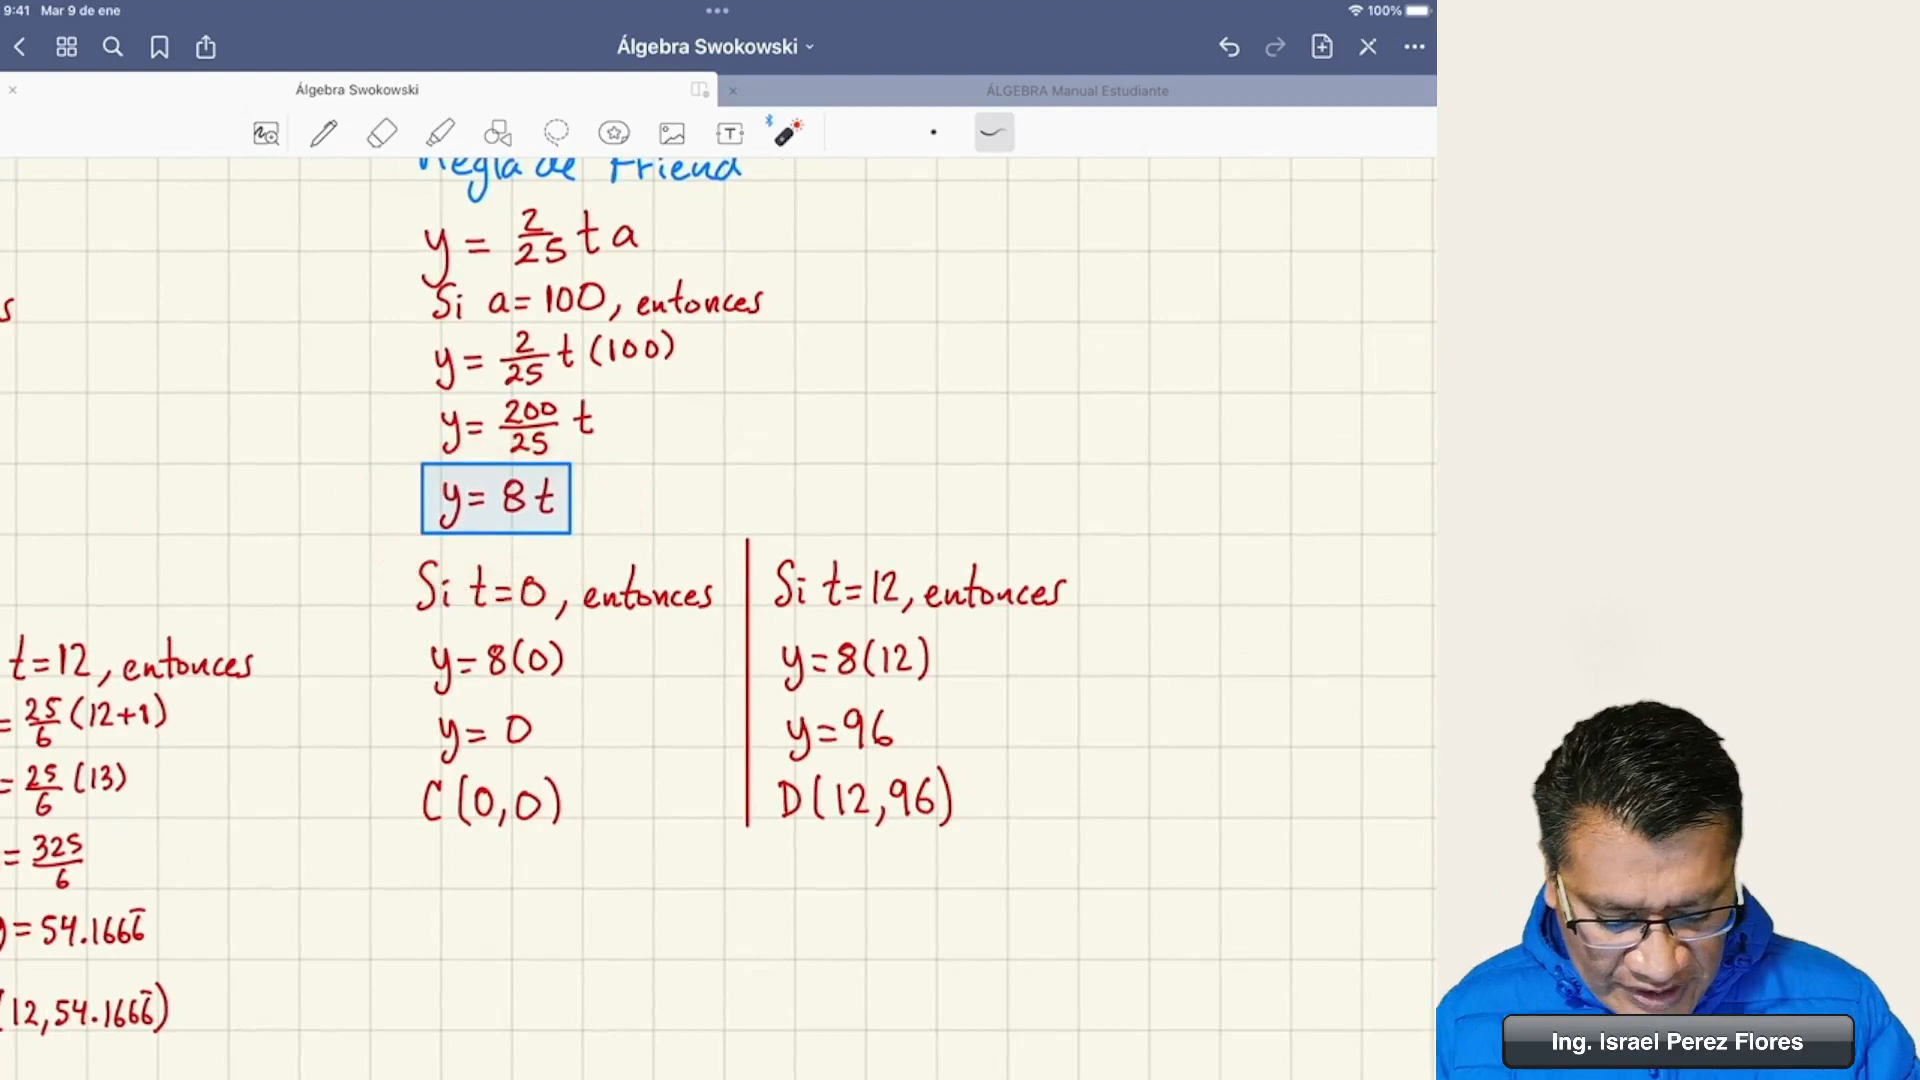 9:41 Mar 9 de ene
100%
Álgebra Swokowski
Álgebra Swokowski
ÁLGEBRA Manual Estudiante
T
Regla de Friend
y = 2/25 t a
Si a = 100, entonces
y = 2/25 t (100)
y = 200/25 t
y = 8 t
Si t = 0, entonces
y = 8(0)
y = 0
C(0,0)
Si t = 12, entonces
y = 8(12)
y = 96
D(12,96)
s
t = 12, entonces
= 25/6 (12+1)
= 25/6 (13)
= 325/6
y = 54.1666̅
(12, 54.1666̅)
Ing. Israel Perez Flores